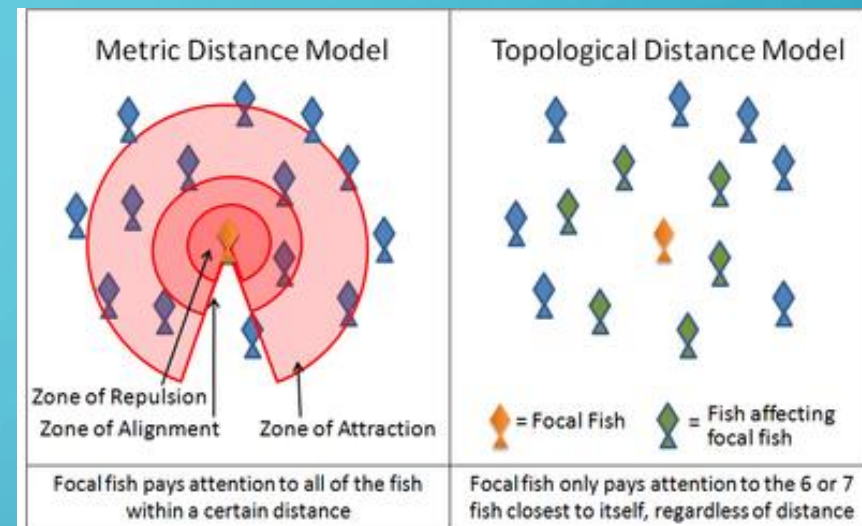 Metric Distance Model
Zone of Repulsion
Zone of Alignment
Zone of Attraction
Focal fish pays attention to all of the fish
within a certain distance
Topological Distance Model
= Focal Fish
= Fish affecting
focal fish
Focal fish only pays attention to the 6 or 7
fish closest to itself, regardless of distance